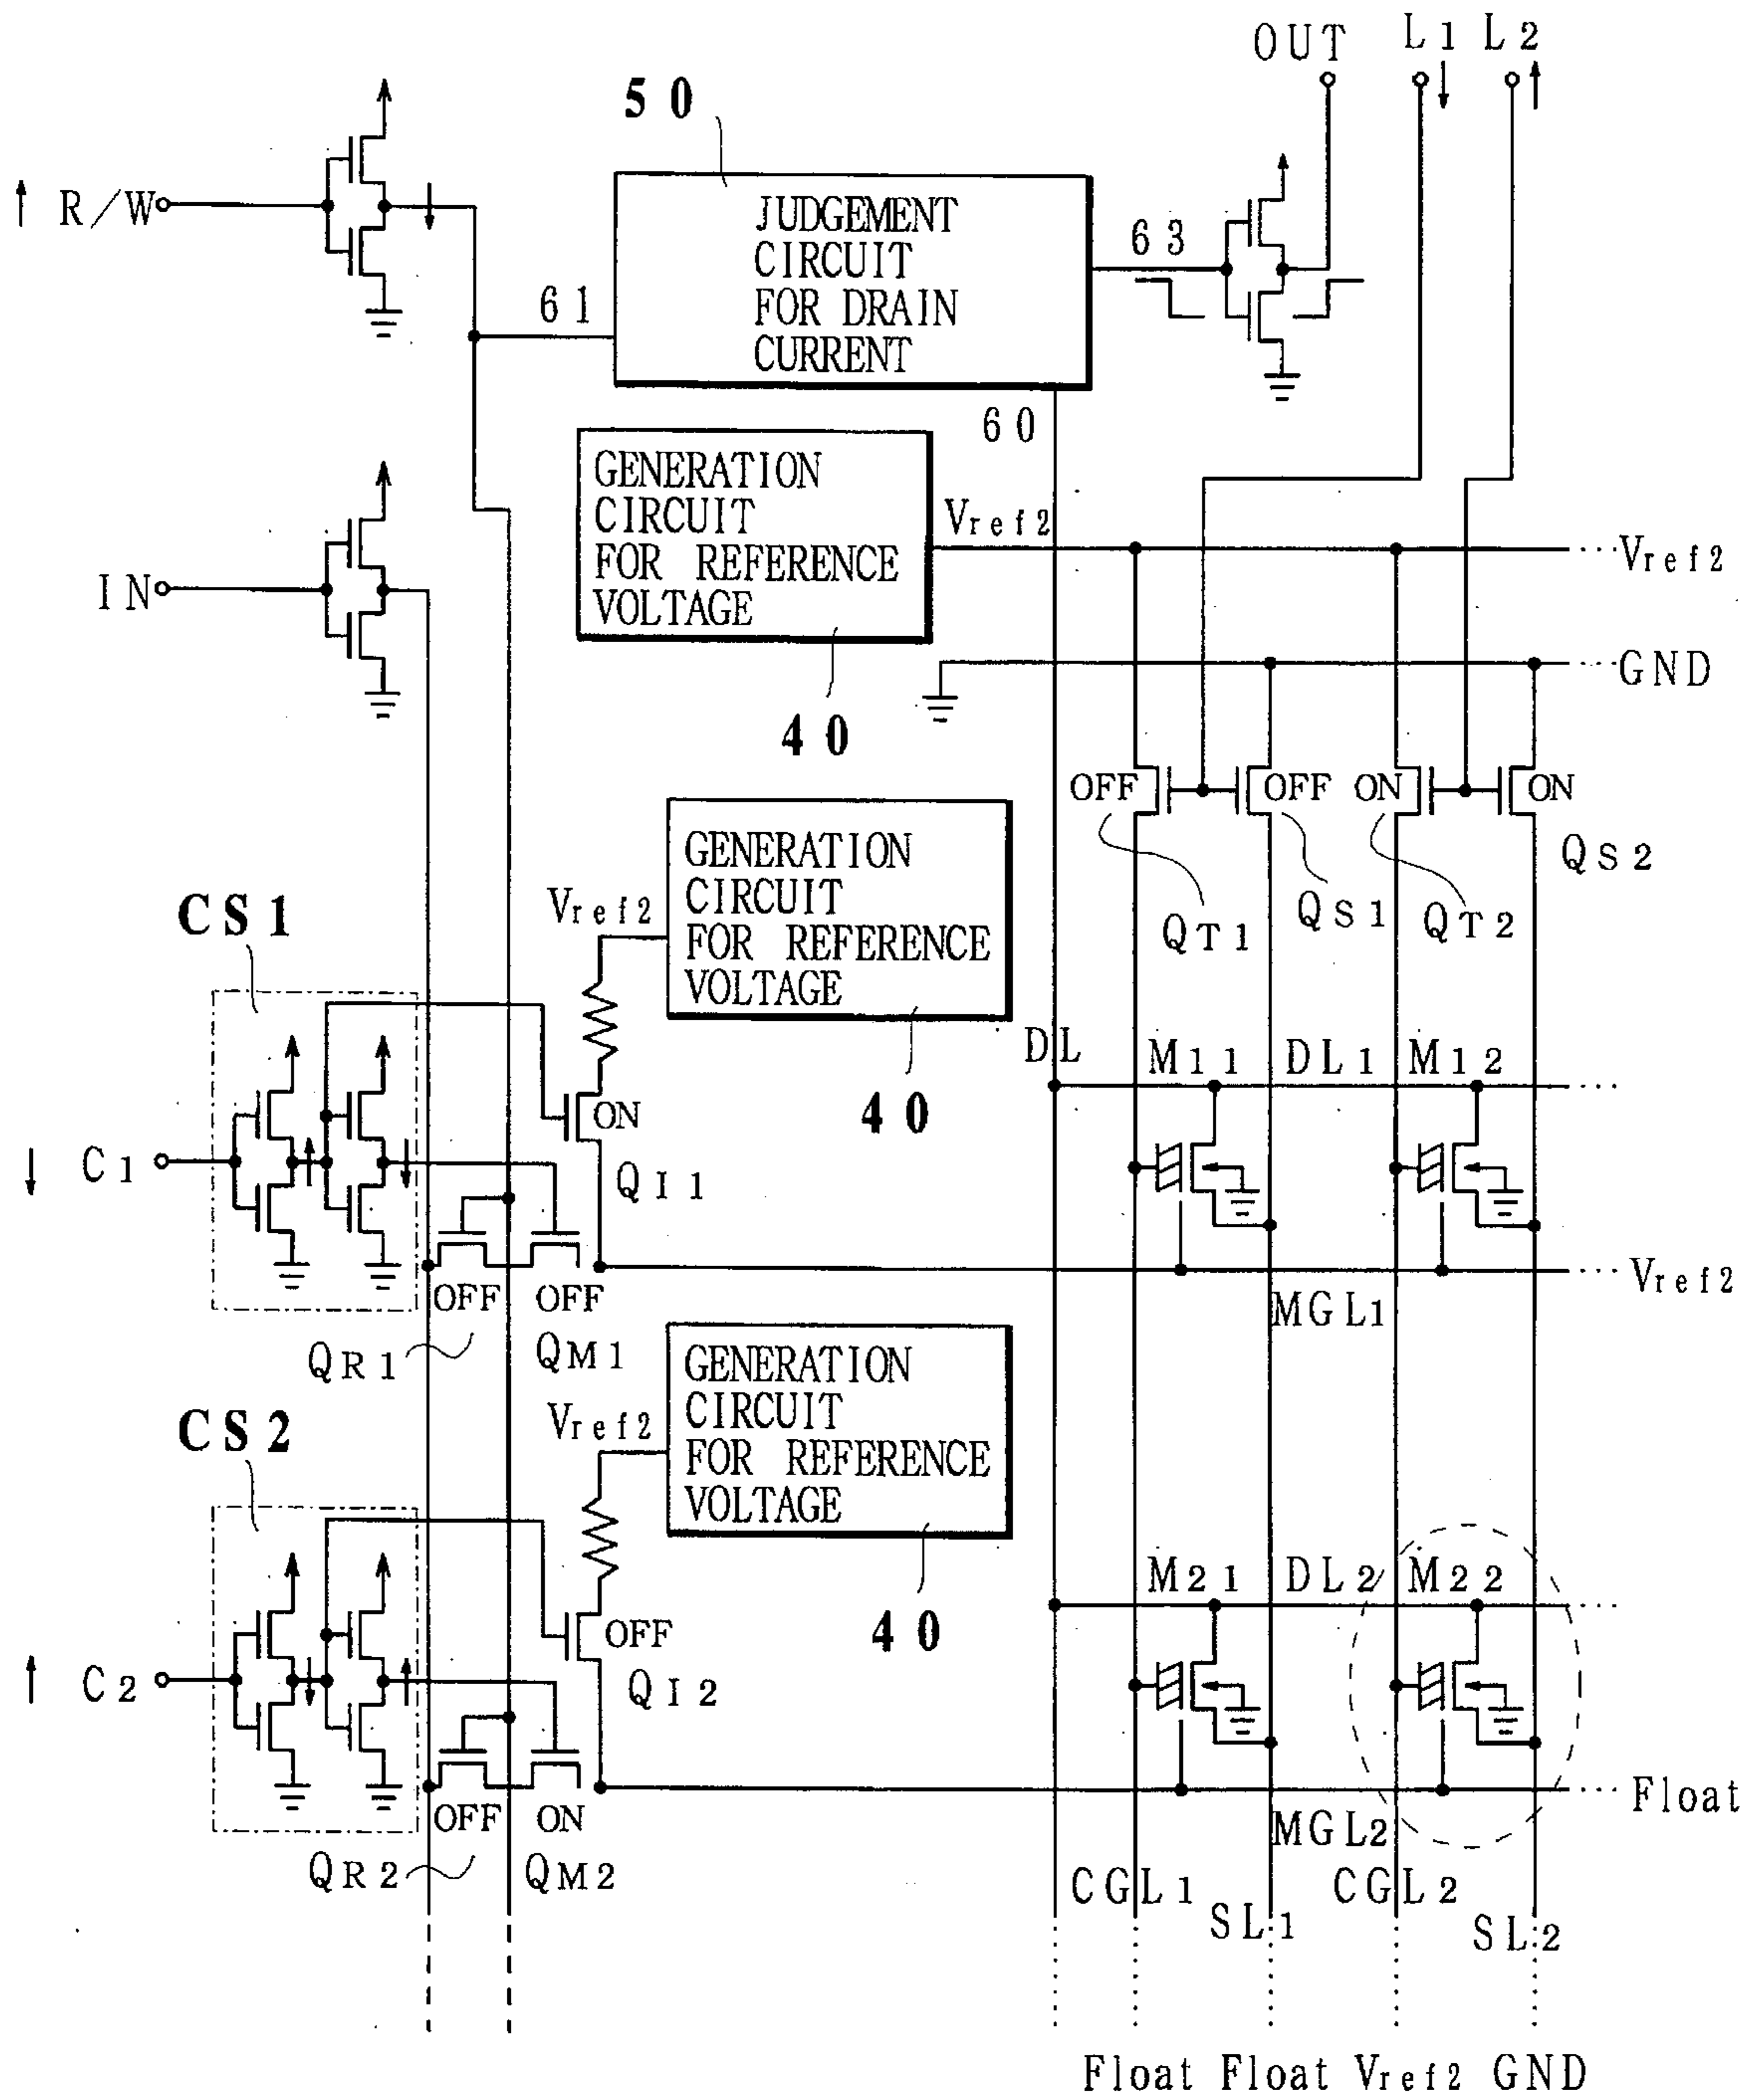 OUT L1 L2
50
R/W
JUDGEMENT
CIRCUIT
FOR DRAIN
CURRENT
63
61
60
GENERATION
CIRCUIT
FOR REFERENCE
VOLTAGE
Vref2
Vref2
IN
GND
40
OFF OFF ON ON
QS2
GENERATION
CIRCUIT
FOR REFERENCE
VOLTAGE
Vref2
CS1
QT1 QS1 QT2
DL M11 DL1 M12
40
ON
C1
QI1
OFF OFF
Vref2
MGL1
QR1 QM1
GENERATION
CIRCUIT
FOR REFERENCE
VOLTAGE
Vref2
CS2
M21 DL2 M22
40
OFF
C2
QI2
OFF ON
Float
MGL2
QR2 QM2
CGL1 SL1 CGL2 SL2
Float Float Vref2 GND